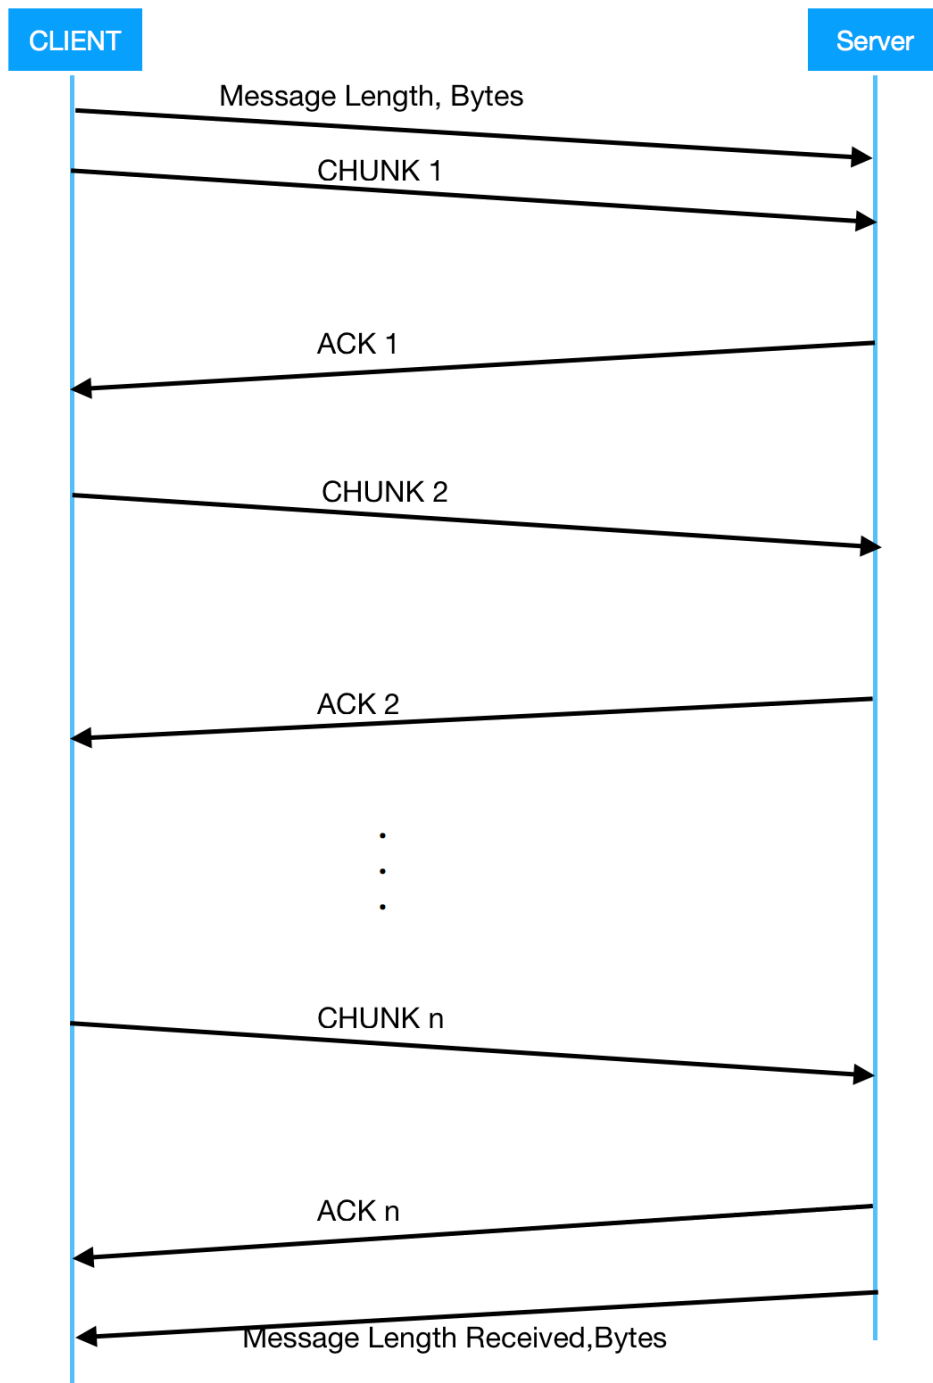 CLIENT
Server
Message Length, Bytes
CHUNK 1
ACK 1
CHUNK 2
ACK 2
CHUNK n
ACK n
Message Length Received,Bytes